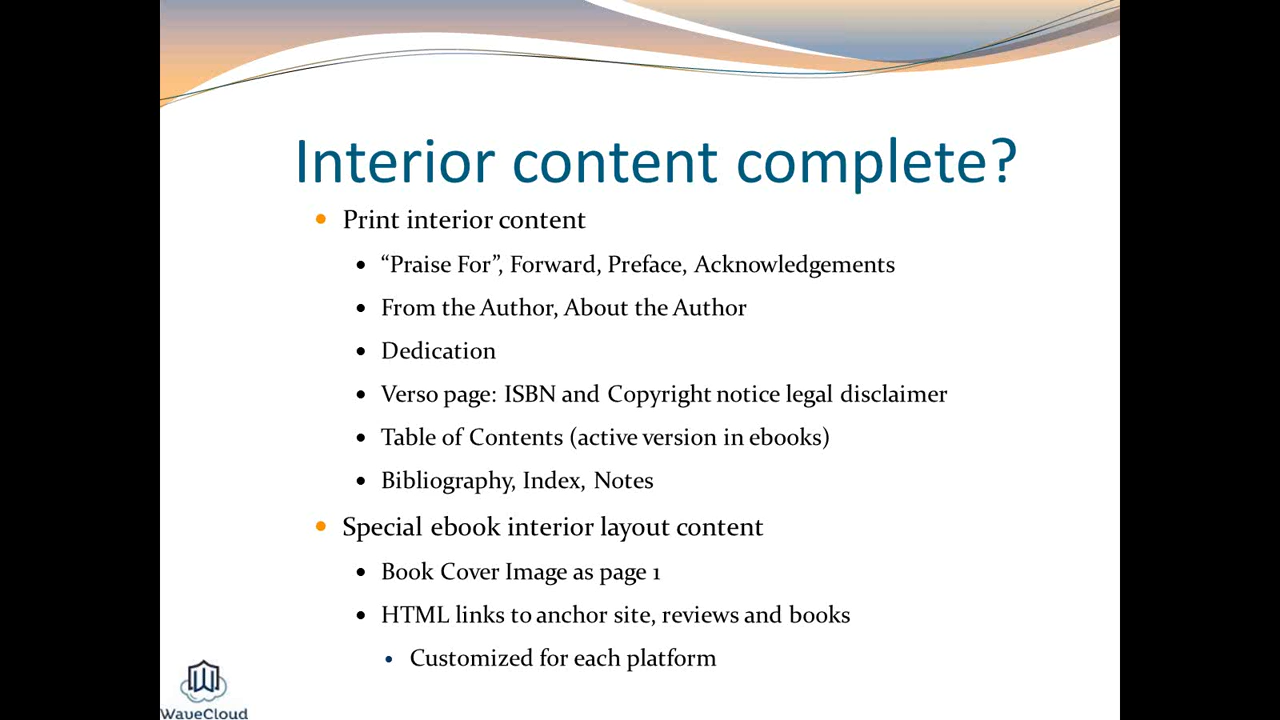 Interior content complete?
• Print interior content
• “Praise For”, Forward, Preface, Acknowledgements
• From the Author, About the Author
• Dedication
• Verso page: ISBN and Copyright notice legal disclaimer
• Table of Contents (active version in ebooks)
• Bibliography, Index, Notes
• Special ebook interior layout content
• Book Cover Image as page 1
• HTML links to anchor site, reviews and books
• Customized for each platform
WaveCloud